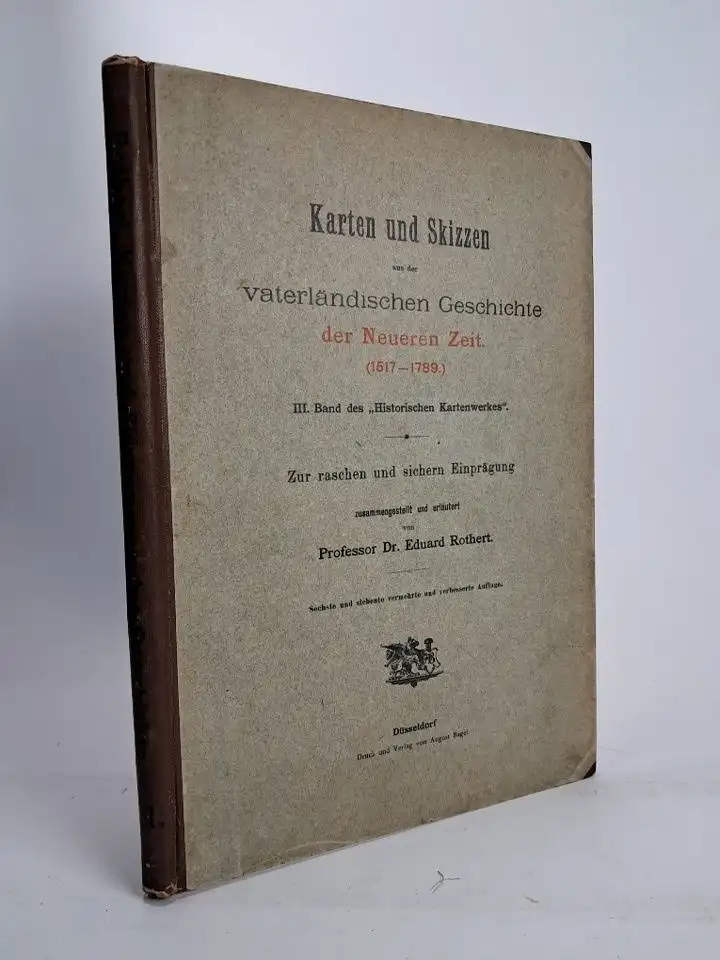 Karten und Skizzen
aus der
vaterländischen Geschichte
der Neueren Zeit.
(1517—1789.)
III. Band des „Historischen Kartenwerkes".
Zur raschen und sichern Einprägung
zusammengestellt und erläutert
von
Professor Dr. Eduard Rothert.
Sechste und siebente vermehrte und verbesserte Auflage.
Düsseldorf
Druck und Verlag von August Bagel